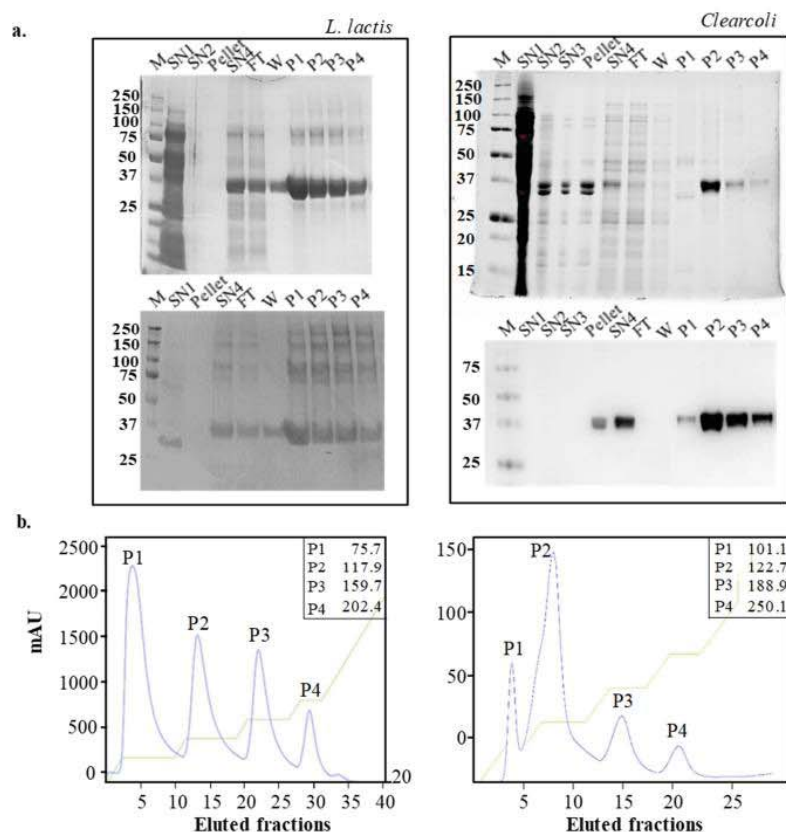 a.
L. lactis
M SN1 SN2 Pellet SN4 FT W P1 P2 P3 P4
250
150
100
75
50
37
25
M SN1 Pellet SN4 FT W P1 P2 P3 P4
250
150
100
75
50
37
25
Clearcoli
M SN1 SN2 SN3 Pellet SN4 FT W P1 P2 P3 P4
250
150
100
75
50
37
25
20
15
M SN1 SN2 SN3 Pellet SN4 FT W P1 P2 P3 P4
75
50
37
25
b.
mAU
2500
2000
1500
1000
500
0
P1
P2
P3
P4
P1 75.7
P2 117.9
P3 159.7
P4 202.4
5 10 15 20 25 30 35 40
20
Eluted fractions
150
100
50
0
P1
P2
P3
P4
P1 101.1
P2 122.7
P3 188.9
P4 250.1
5 10 15 20 25
Eluted fractions